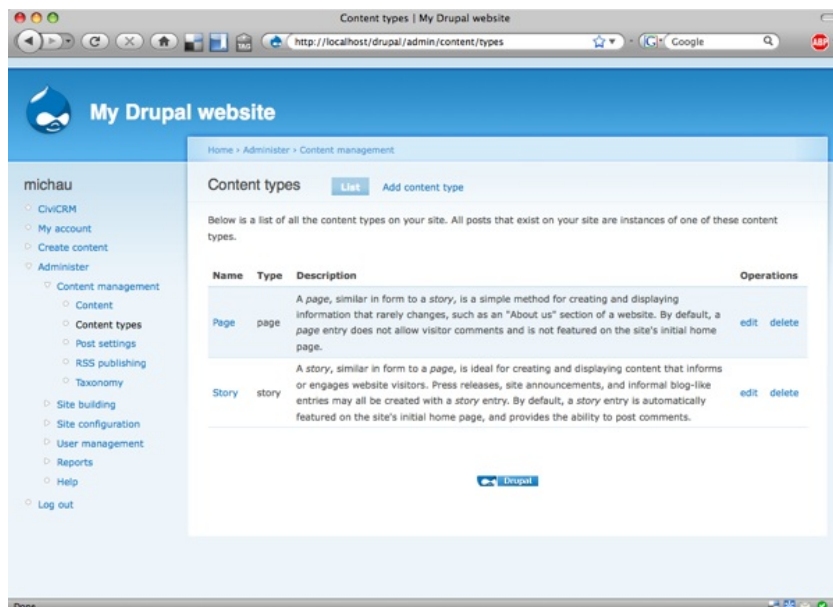 Content types | My Drupal website
http://localhost/drupal/admin/content/types
G
Google
ABP
My Drupal website
Home › Administer › Content management
michau
CiviCRM
My account
Create content
Administer
Content management
Content
Content types
Post settings
RSS publishing
Taxonomy
Site building
Site configuration
User management
Reports
Help
Log out
Content types List Add content type
Below is a list of all the content types on your site. All posts that exist on your site are instances of one of these content
types.
Name Type Description Operations
A page, similar in form to a story, is a simple method for creating and displaying
information that rarely changes, such as an "About us" section of a website. By default, a
Page page page entry does not allow visitor comments and is not featured on the site's initial home edit delete
page.
A story, similar in form to a page, is ideal for creating and displaying content that informs
or engages website visitors. Press releases, site announcements, and informal blog-like
Story story entries may all be created with a story entry. By default, a story entry is automatically edit delete
featured on the site's initial home page, and provides the ability to post comments.
Drupal
Done